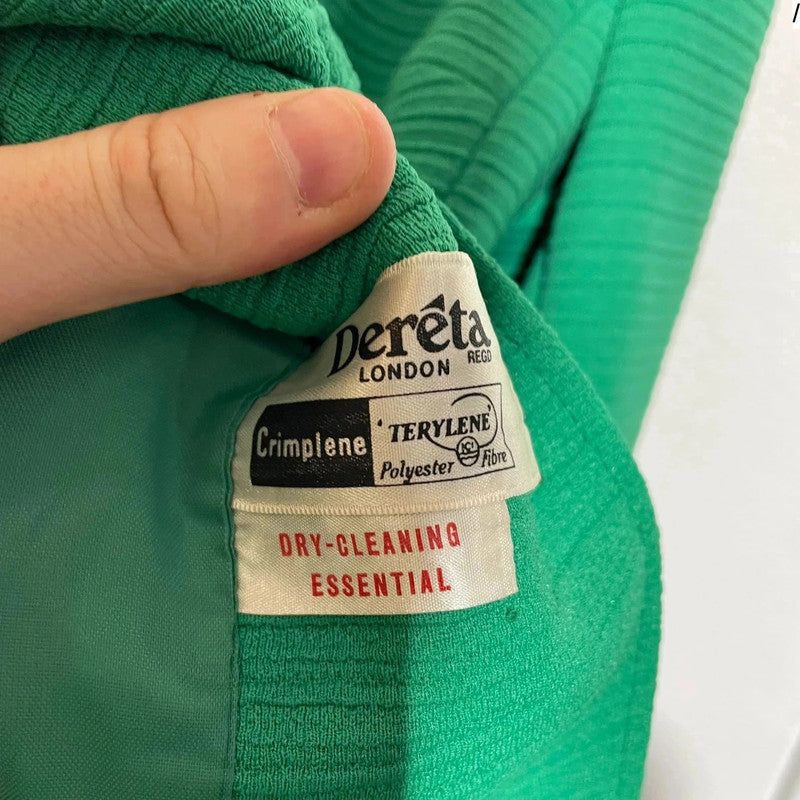 Deréta
REGD
LONDON
Crimplene
'TERYLENE'
ICI
Polyester Fibre
DRY-CLEANING
ESSENTIAL